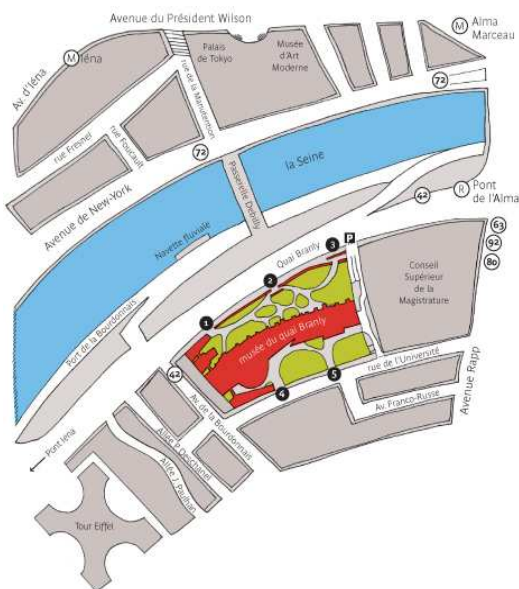 Avenue du Président Wilson
M
Alma
Marceau
M
Iéna
Palais
de Tokyo
Musée
d'Art
Moderne
Av. d'Iéna
rue de la Manutention
72
rue Fresnel
rue Foucault
72
la Seine
Passerelle Debilly
Avenue de New-York
42
R
Pont
de l'Alma
Navette fluviale
Quai Branly
P
63
92
80
3
2
1
Conseil
Supérieur
de la
Magistrature
Port de la Bourdonnais
musée du quai Branly
rue de l'Université
42
5
4
Av. Franco-Russe
Avenue Rapp
Av. de la Bourdonnais
Pont Iena
Allée P. Deschanel
Allée J. Paulhan
Tour Eiffel